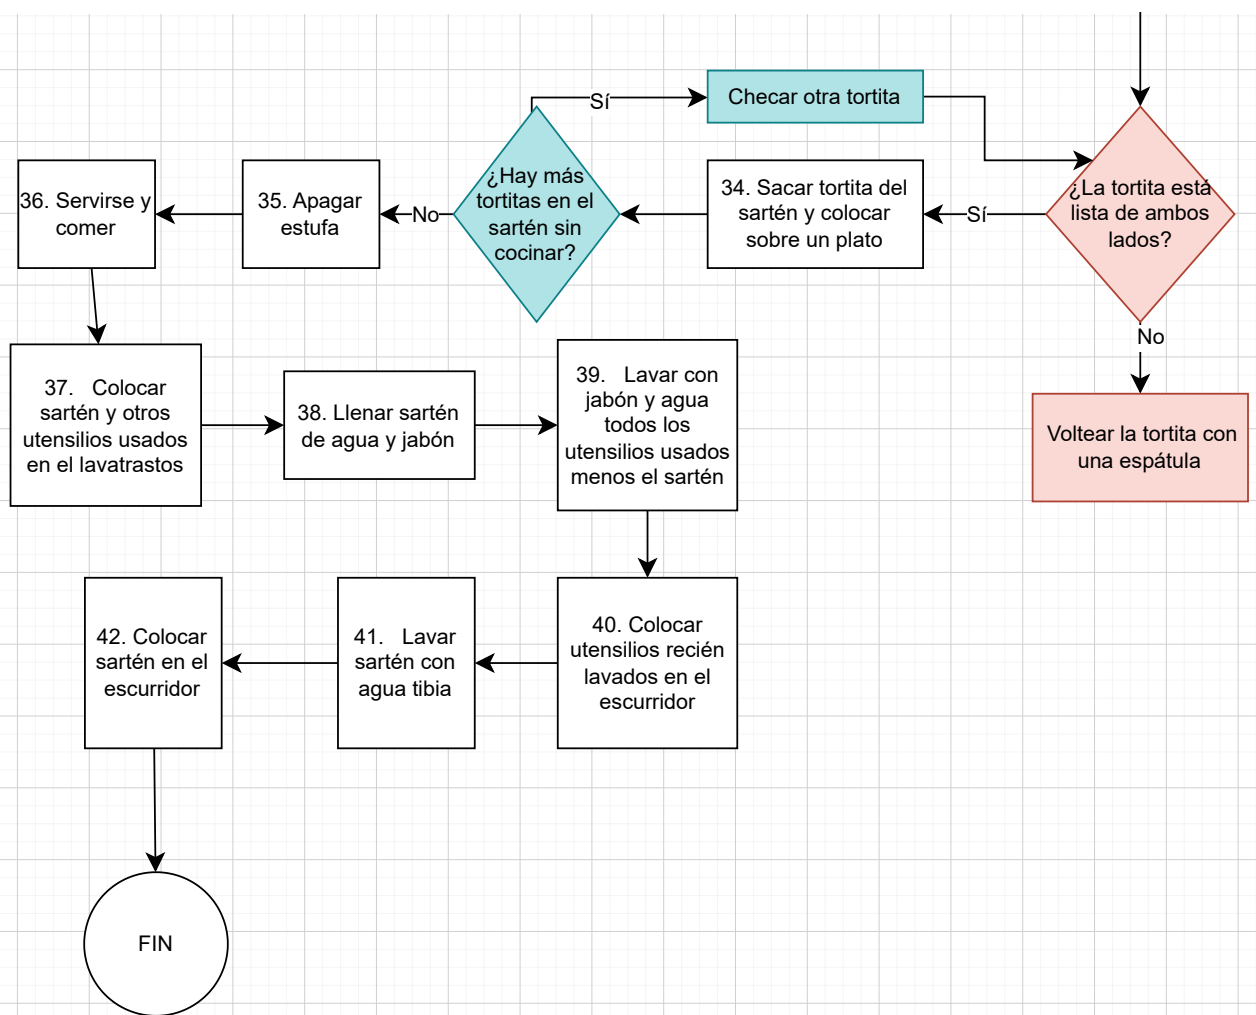 Sí
Checar otra tortita
36. Servirse y
comer
35. Apagar
estufa
No
¿Hay más
tortitas en el
sartén sin
cocinar?
34. Sacar tortita del
sartén y colocar
sobre un plato
Sí
¿La tortita está
lista de ambos
lados?
No
Voltear la tortita con
una espátula
37. Colocar
sartén y otros
utensilios usados
en el lavatrastos
38. Llenar sartén
de agua y jabón
39. Lavar con
jabón y agua
todos los
utensilios usados
menos el sartén
42. Colocar
sartén en el
escurridor
41. Lavar
sartén con
agua tibia
40. Colocar
utensilios recién
lavados en el
escurridor
FIN